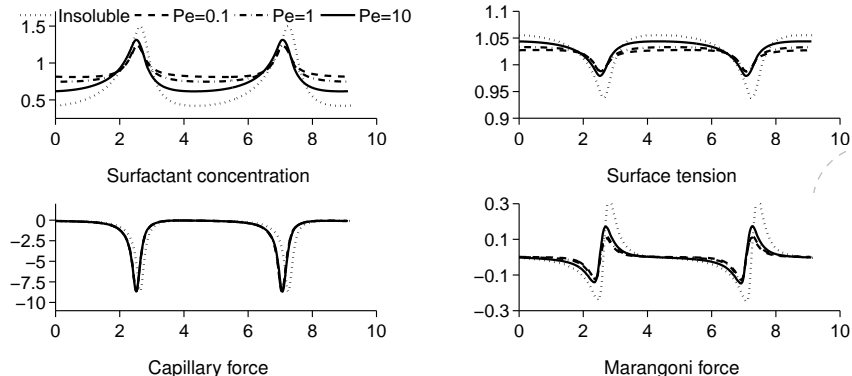 Insoluble Pe=0.1 Pe=1 Pe=10
1.5
1
0.5
0 2 4 6 8 10
Surfactant concentration
1.1
1.05
1
0.95
0.9
0 2 4 6 8 10
Surface tension
0
−2.5
−5
−7.5
−10
0 2 4 6 8 10
Capillary force
0.3
0.1
−0.1
−0.3
0 2 4 6 8 10
Marangoni force